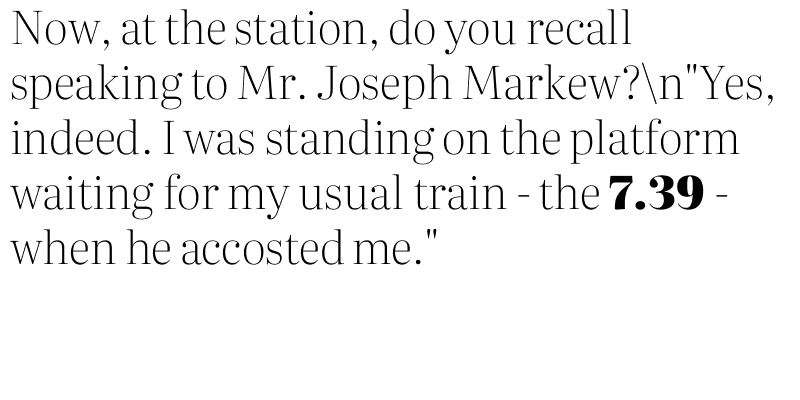 Now, at the station, do you recall
speaking to Mr. Joseph Markew?\n"Yes,
indeed. I was standing on the platform
waiting for my usual train - the 7.39 -
when he accosted me."